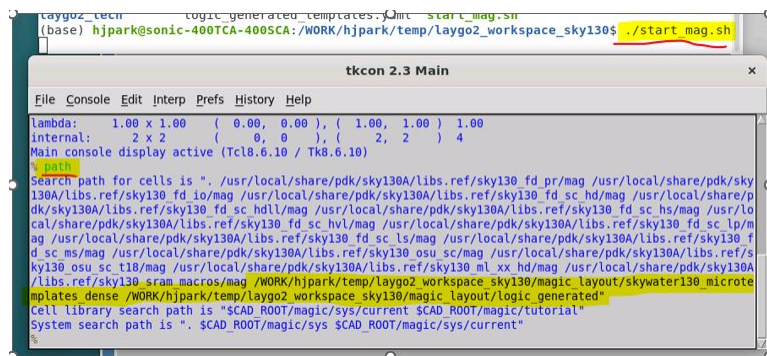 laygo2_tech          logic_generated_templates.yaml  start_mag.sh
(base) hjpark@sonic-400TCA-400SCA:/WORK/hjpark/temp/laygo2_workspace_sky130$ ./start_mag.sh
tkcon 2.3 Main
File Console Edit Interp Prefs History Help
lambda:     1.00 x 1.00   (  0.00,  0.00 ), (  1.00,  1.00 )  1.00
internal:      2 x 2      (     0,  0    ), (     2,  2    )  4
Main console display active (Tcl8.6.10 / Tk8.6.10)
% path
Search path for cells is ". /usr/local/share/pdk/sky130A/libs.ref/sky130_fd_pr/mag /usr/local/share/pdk/sky
130A/libs.ref/sky130_fd_io/mag /usr/local/share/pdk/sky130A/libs.ref/sky130_fd_sc_hd/mag /usr/local/share/p
dk/sky130A/libs.ref/sky130_fd_sc_hdll/mag /usr/local/share/pdk/sky130A/libs.ref/sky130_fd_sc_hs/mag /usr/lo
cal/share/pdk/sky130A/libs.ref/sky130_fd_sc_hvl/mag /usr/local/share/pdk/sky130A/libs.ref/sky130_fd_sc_lp/m
ag /usr/local/share/pdk/sky130A/libs.ref/sky130_fd_sc_ls/mag /usr/local/share/pdk/sky130A/libs.ref/sky130_f
d_sc_ms/mag /usr/local/share/pdk/sky130A/libs.ref/sky130_osu_sc/mag /usr/local/share/pdk/sky130A/libs.ref/s
ky130_osu_sc_t18/mag /usr/local/share/pdk/sky130A/libs.ref/sky130_ml_xx_hd/mag /usr/local/share/pdk/sky130A
/libs.ref/sky130_sram_macros/mag /WORK/hjpark/temp/laygo2_workspace_sky130/magic_layout/skywater130_microte
mplates_dense /WORK/hjpark/temp/laygo2_workspace_sky130/magic_layout/logic_generated"
Cell library search path is "$CAD_ROOT/magic/sys/current $CAD_ROOT/magic/tutorial"
System search path is ". $CAD_ROOT/magic/sys $CAD_ROOT/magic/sys/current"
%